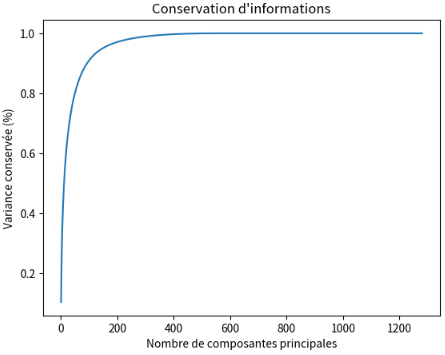 Conservation d'informations
1.0
0.8
0.6
0.4
0.2
Variance conservée (%)
0 200 400 600 800 1000 1200
Nombre de composantes principales